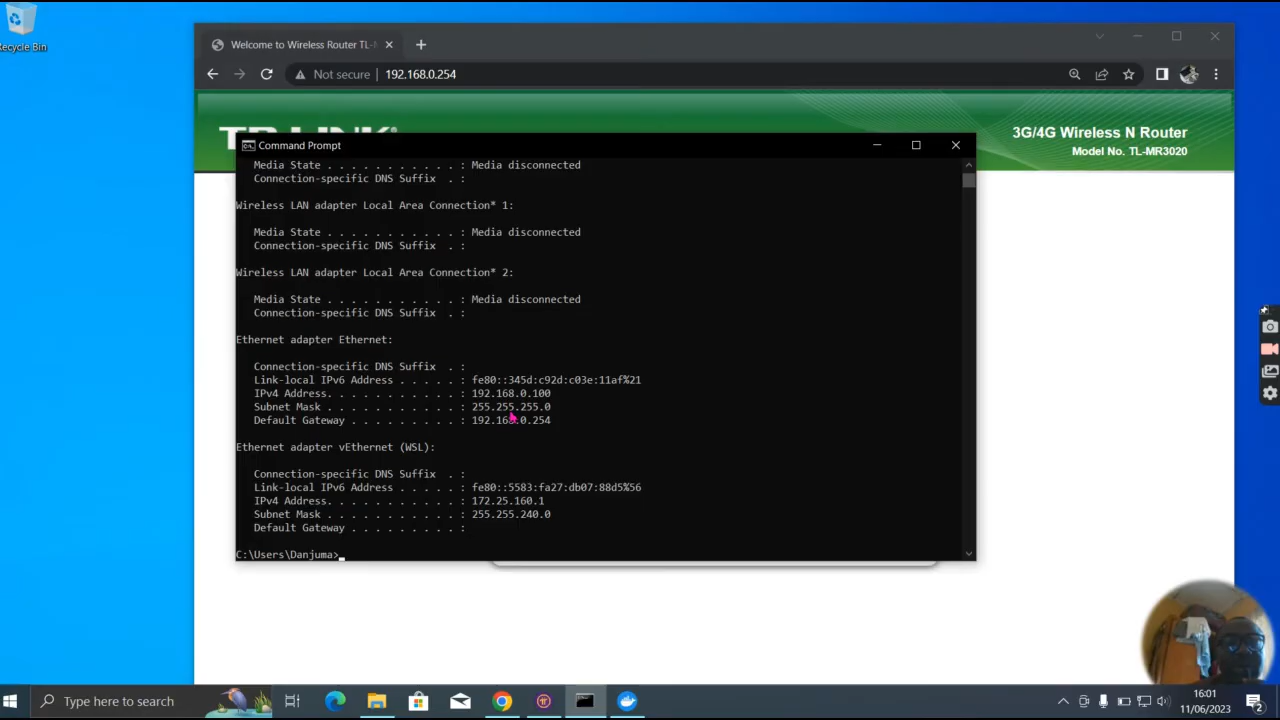 Recycle Bin
Welcome to Wireless Router TL-
Not secure
192.168.0.254
3G/4G Wireless N Router
Model No. TL-MR3020
Command Prompt
Media State . . . . . . . . . . . : Media disconnected
Connection-specific DNS Suffix  . :
Wireless LAN adapter Local Area Connection* 1:
Media State . . . . . . . . . . . : Media disconnected
Connection-specific DNS Suffix  . :
Wireless LAN adapter Local Area Connection* 2:
Media State . . . . . . . . . . . : Media disconnected
Connection-specific DNS Suffix  . :
Ethernet adapter Ethernet:
Connection-specific DNS Suffix  . :
Link-local IPv6 Address . . . . . : fe80::345d:c92d:c03e:11af%21
IPv4 Address. . . . . . . . . . . : 192.168.0.100
Subnet Mask . . . . . . . . . . . : 255.255.255.0
Default Gateway . . . . . . . . . : 192.168.0.254
Ethernet adapter vEthernet (WSL):
Connection-specific DNS Suffix  . :
Link-local IPv6 Address . . . . . : fe80::5583:fa27:db07:88d5%56
IPv4 Address. . . . . . . . . . . : 172.25.160.1
Subnet Mask . . . . . . . . . . . : 255.255.240.0
Default Gateway . . . . . . . . . :
C:\Users\Danjuma>
Type here to search
16:01
11/06/2023
2